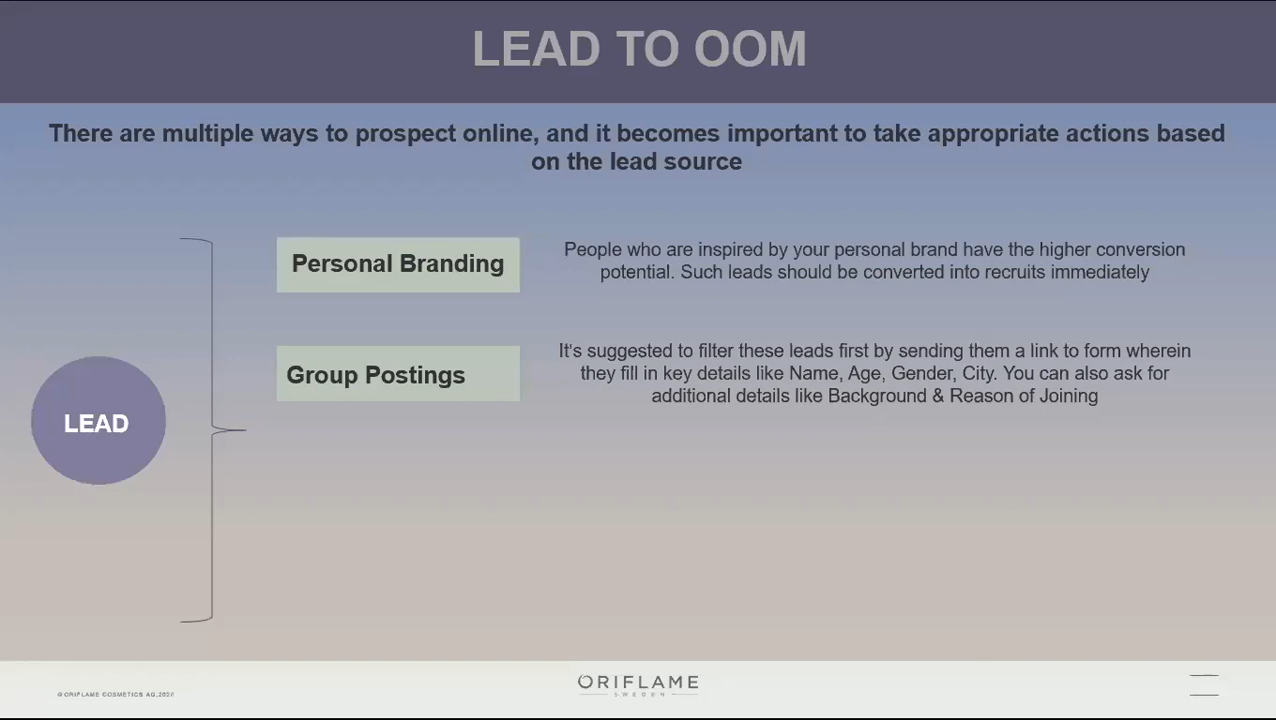 LEAD TO OOM
There are multiple ways to prospect online, and it becomes important to take appropriate actions based
on the lead source
Personal Branding
People who are inspired by your personal brand have the higher conversion
potential. Such leads should be converted into recruits immediately
Group Postings
It's suggested to filter these leads first by sending them a link to form wherein
they fill in key details like Name, Age, Gender, City. You can also ask for
additional details like Background & Reason of Joining
LEAD
ORIFLAME
SWEDEN
© ORIFLAME COSMETICS AG,